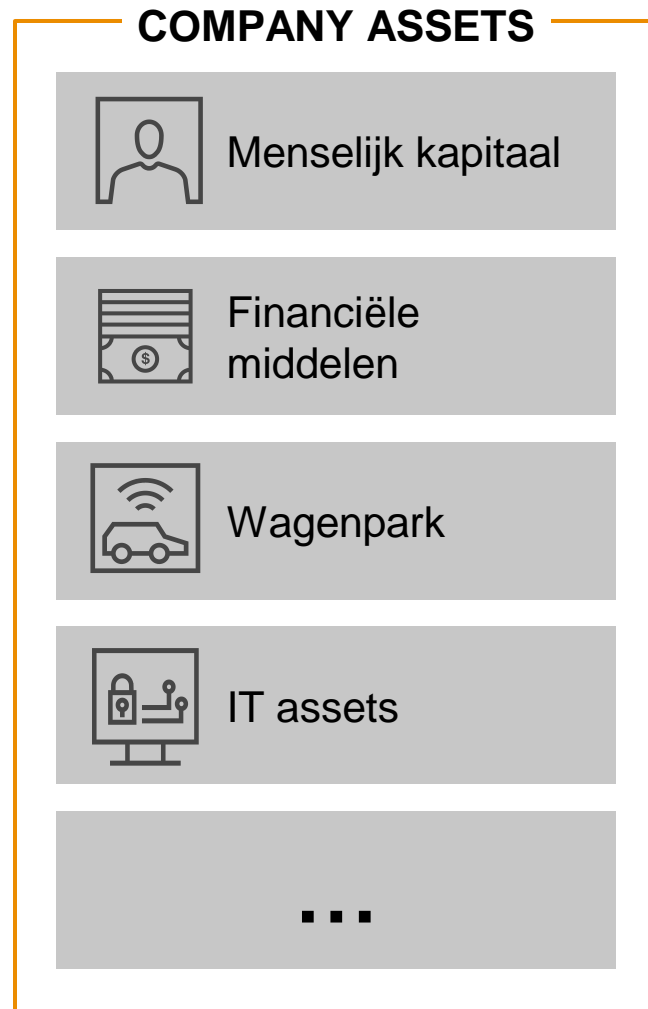 COMPANY ASSETS
Menselijk kapitaal
Financiële
middelen
$
Wagenpark
IT assets
...